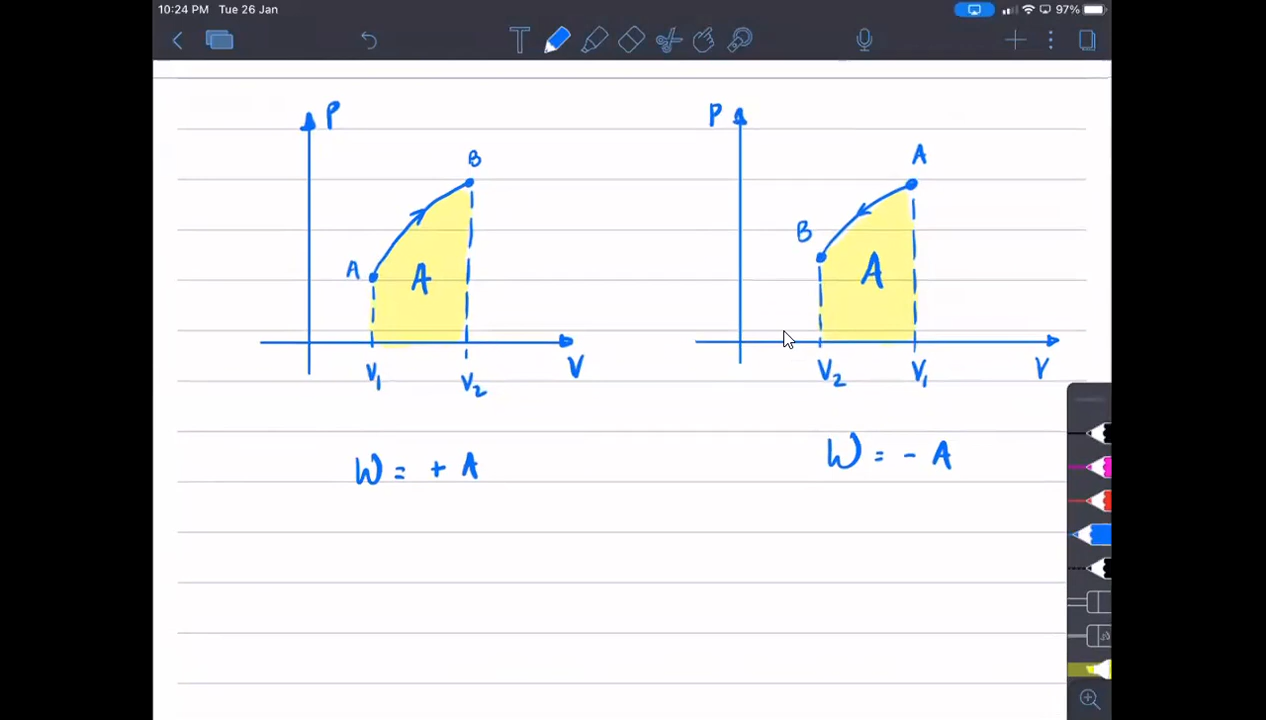 10:24 PM Tue 26 Jan 97%
T
P
B
A
A
V₁
V₂
V
W = + A
P
A
B
A
V₂
V₁
V
W = - A